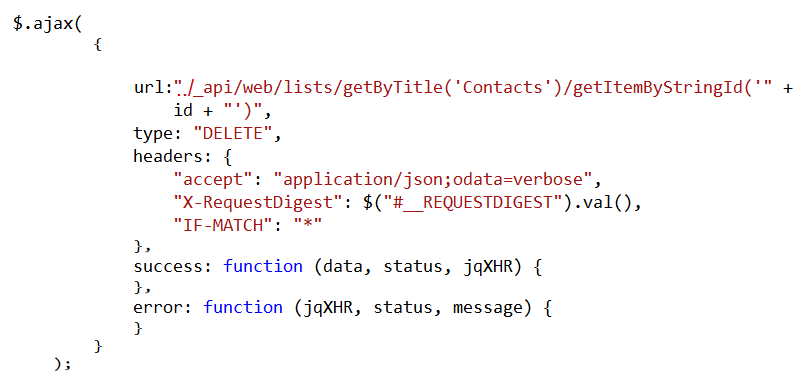 $.ajax(
{
url:"../_api/web/lists/getByTitle('Contacts')/getItemByStringId('" +
id + "')",
type: "DELETE",
headers: {
"accept": "application/json;odata=verbose",
"X-RequestDigest": $("#__REQUESTDIGEST").val(),
"IF-MATCH": "*"
},
success: function (data, status, jqXHR) {
},
error: function (jqXHR, status, message) {
}
}
);